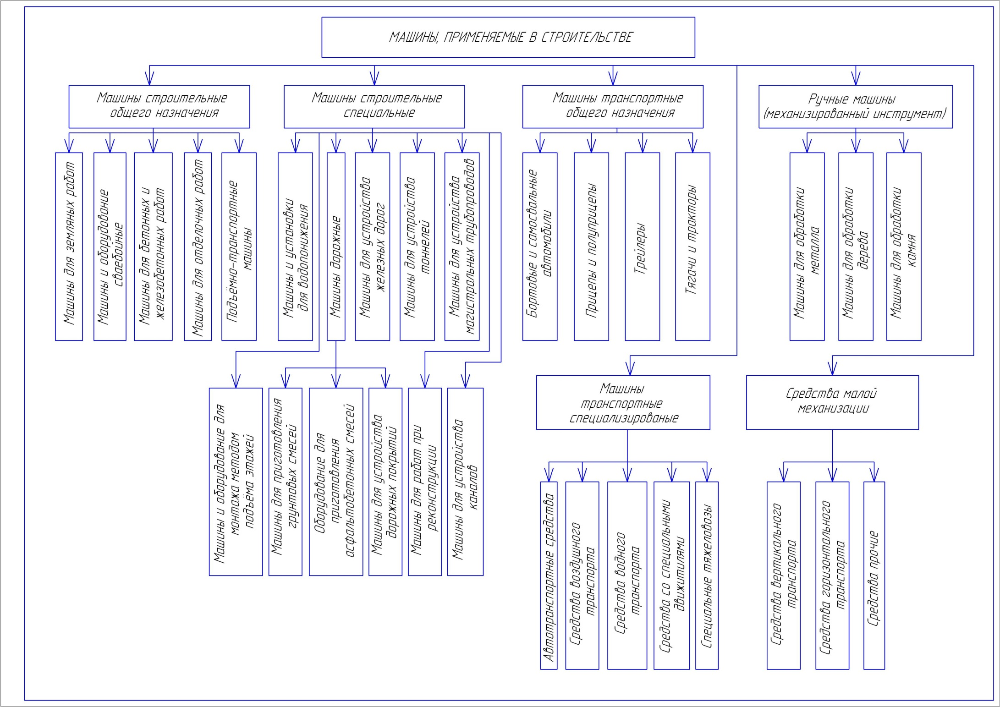 МАШИНЫ, ПРИМЕНЯЕМЫЕ В СТРОИТЕЛЬСТВЕ
Машины строительные
общего назначения
Машины строительные
специальные
Машины транспортные
общего назначения
Ручные машины
(механизированный инструмент)
Машины для земляных работ
Машины и оборудование
сваебойные
Машины для бетонных и
железобетонных работ
Машины для отделочных работ
Подъёмно-транспортные
машины
Машины и установки
для водопонижения
Машины дорожные
Машины для устройства
железных дорог
Машины для устройства
тоннелей
Машины для устройства
магистральных трубопроводов
Бортовые и самосвальные
автомобили
Прицепы и полуприцепы
Трейлеры
Тягачи и тракторы
Машины для обработки
металла
Машины для обработки
дерева
Машины для обработки
камня
Машины и оборудование для
монтажа методом
подъёма этажей
Машины для приготовления
грунтовых смесей
Оборудование для
приготовления
асфальтобетонных смесей
Машины для устройства
дорожных покрытий
Машины для работ при
реконструкции
Машины для устройства
каналов
Машины
транспортные
специализированые
Средства малой
механизации
Автотранспортные средства
Средства воздушного
транспорта
Средства водного
транспорта
Средства со специальными
движитилями
Специальные тяжеловозы
Средства вертикального
транспорта
Средства горизонтального
транспорта
Средства прочие